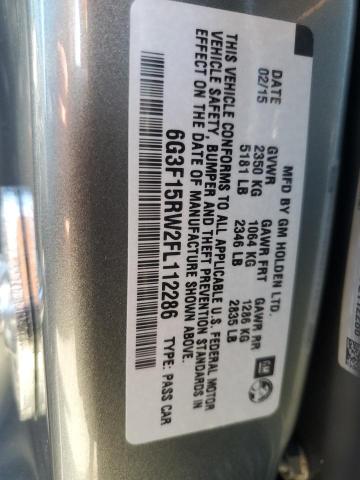 MFD BY GM HOLDEN LTD.
DATE GVWR GAWR FRT GAWR RR
02/15 2350 KG 1064 KG 1286 KG
5181 LB 2346 LB 2835 LB
THIS VEHICLE CONFORMS TO ALL APPLICABLE U.S. FEDERAL MOTOR
VEHICLE SAFETY, BUMPER AND THEFT PREVENTION STANDARDS IN
EFFECT ON THE DATE OF MANUFACTURE SHOWN ABOVE.
6G3F15RW2FL112286 TYPE: PASS CAR
GM